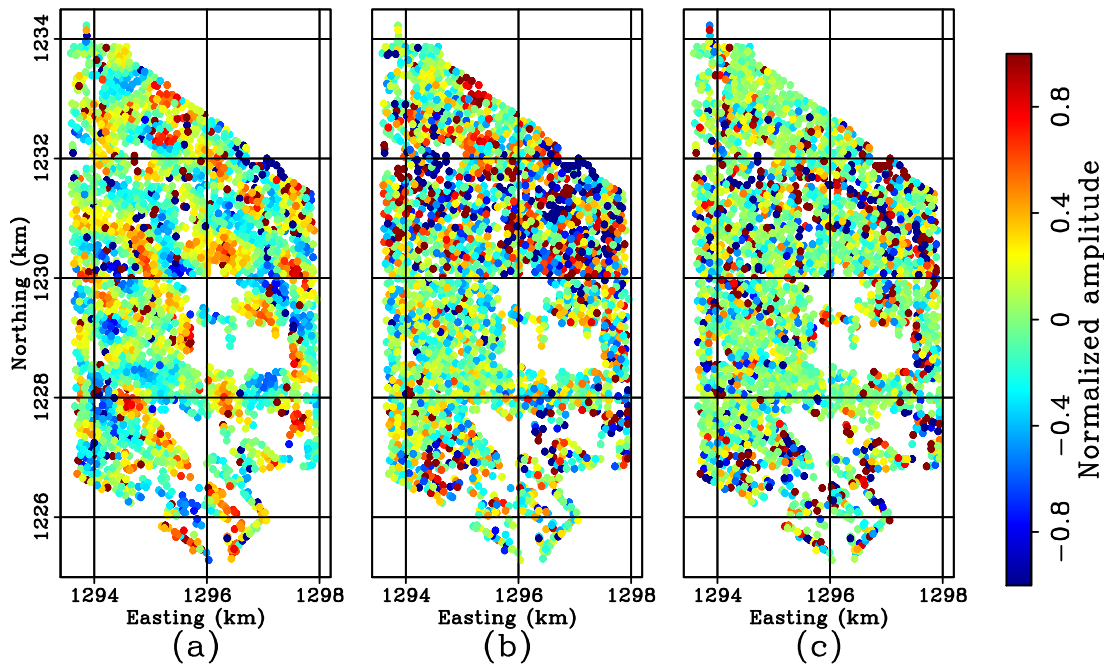 1234
1232
1230
1228
1226
Northing (km)
1294 1296 1298 1294 1296 1298 1294 1296 1298
Easting (km) Easting (km) Easting (km)
(a) (b) (c)
0.8
0.4
0
−0.4
−0.8
Normalized amplitude